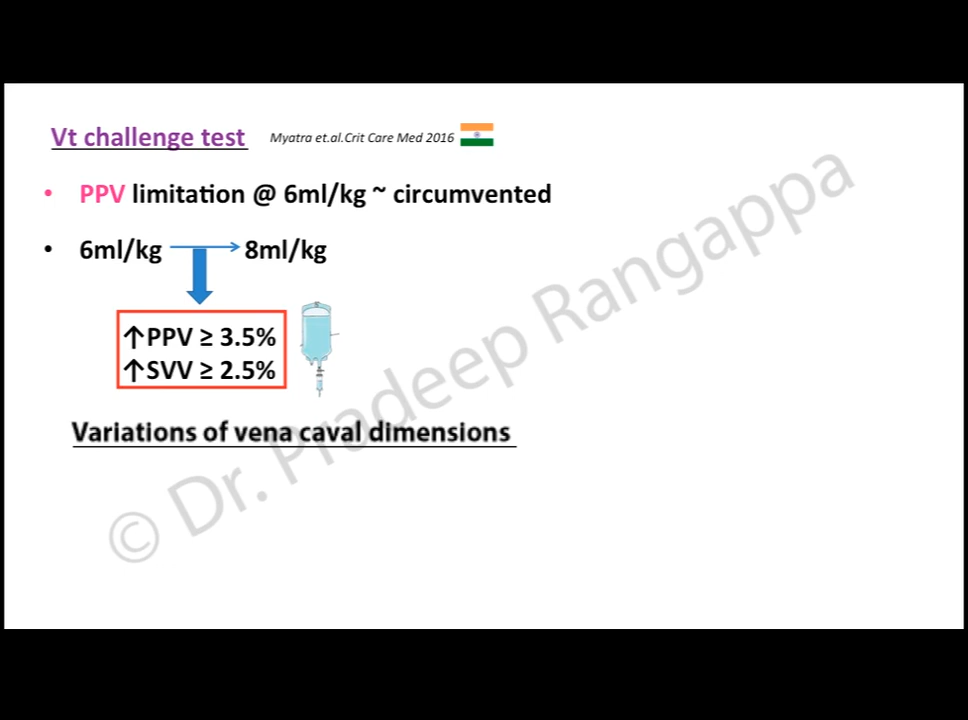 Vt challenge test Myatra et.al.Crit Care Med 2016
• PPV limitation @ 6ml/kg ~ circumvented
• 6ml/kg → 8ml/kg
↑PPV ≥ 3.5%
↑SVV ≥ 2.5%
Variations of vena caval dimensions
© Dr. Pradeep Rangappa